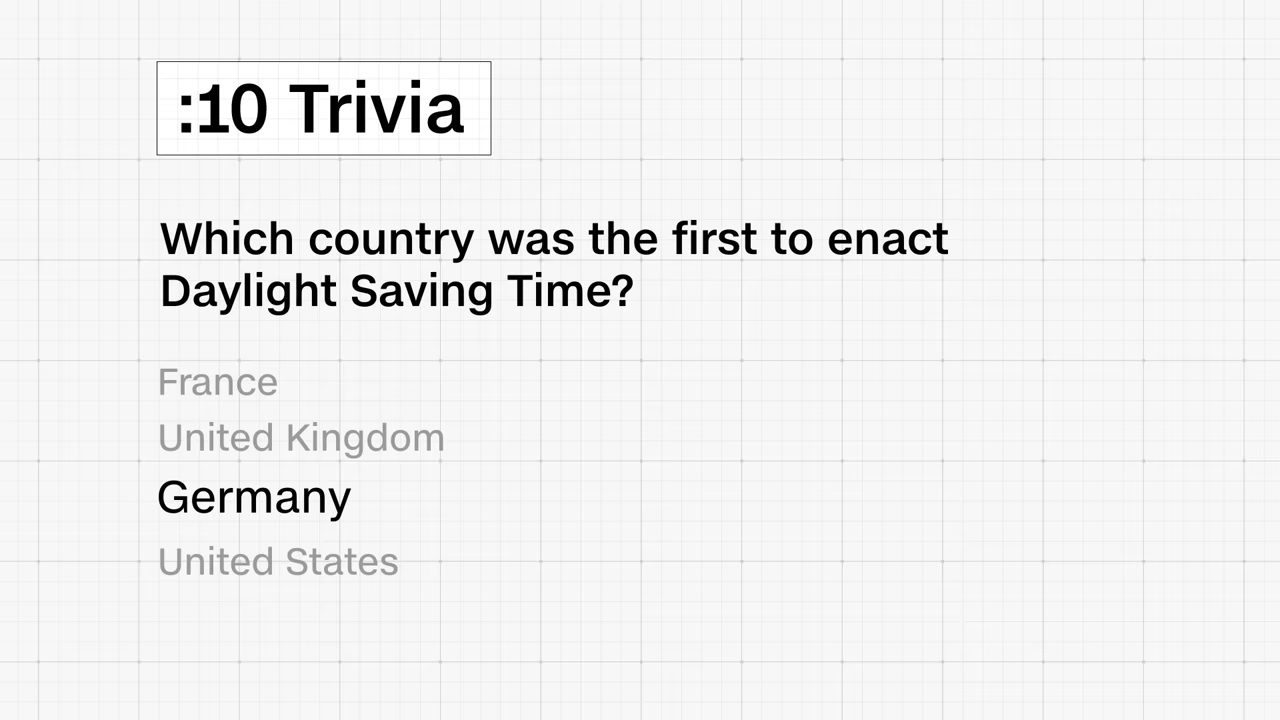 :10 Trivia
Which country was the first to enact
Daylight Saving Time?
France
United Kingdom
Germany
United States